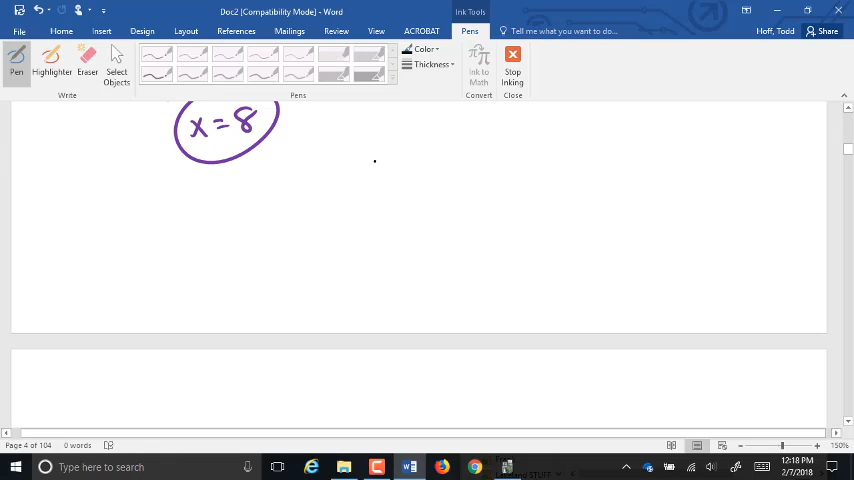 Doc2 [Compatibility Mode] - Word
Ink Tools
File
Home
Insert
Design
Layout
References
Mailings
Review
View
ACROBAT
Pens
Tell me what you want to do...
Hoff, Todd
Share
Pen
Highlighter
Eraser
Select Objects
Color
Thickness
Ink to Math
Stop Inking
Write
Pens
Convert
Close
x = 8
Page 4 of 104
0 words
150%
Type here to search
12:18 PM
2/7/2018